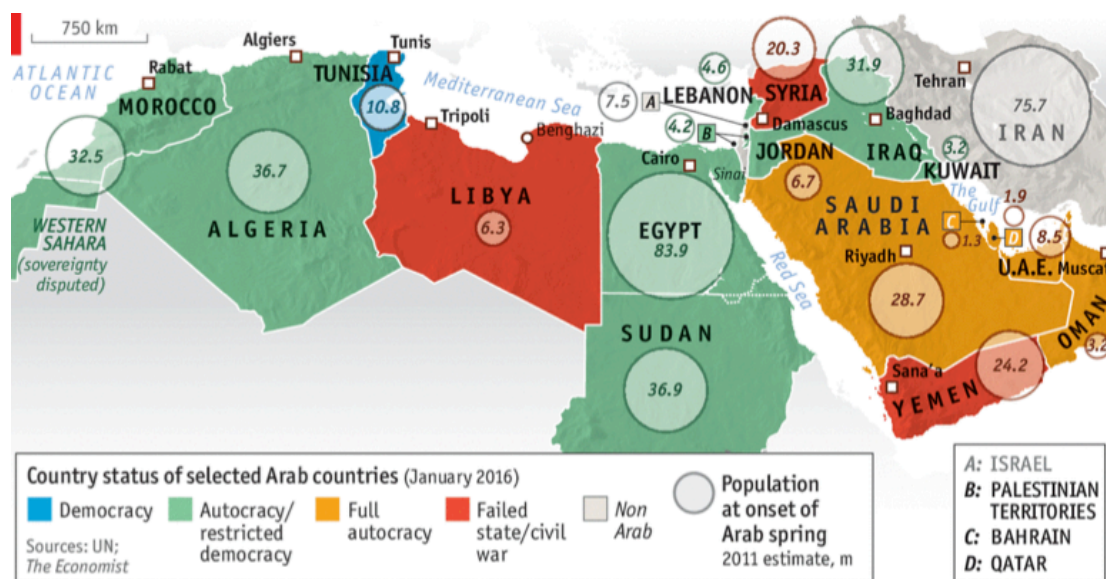 750 km
ATLANTIC
OCEAN
Rabat
MOROCCO
32.5
WESTERN
SAHARA
(sovereignty
disputed)
Algiers
36.7
ALGERIA
Tunis
TUNISIA
10.8
Mediterranean Sea
Tripoli
Benghazi
LIBYA
6.3
7.5
A
4.6
LEBANON
4.2
B
20.3
SYRIA
Damascus
31.9
Baghdad
IRAQ
Tehran
75.7
IRAN
Cairo
Sinai
JORDAN
6.7
3.2
KUWAIT
The
Gulf
EGYPT
83.9
SAUDI
ARABIA
Riyadh
28.7
C
1.3
1.9
D
8.5
U.A.E.
Muscat
OMAN
3.2
Red Sea
SUDAN
36.9
Sana'a
YEMEN
24.2
Country status of selected Arab countries (January 2016)
Democracy
Autocracy/
restricted
democracy
Full
autocracy
Failed
state/civil
war
Non
Arab
Population
at onset of
Arab spring
2011 estimate, m
Sources: UN;
The Economist
A: ISRAEL
B: PALESTINIAN
TERRITORIES
C: BAHRAIN
D: QATAR